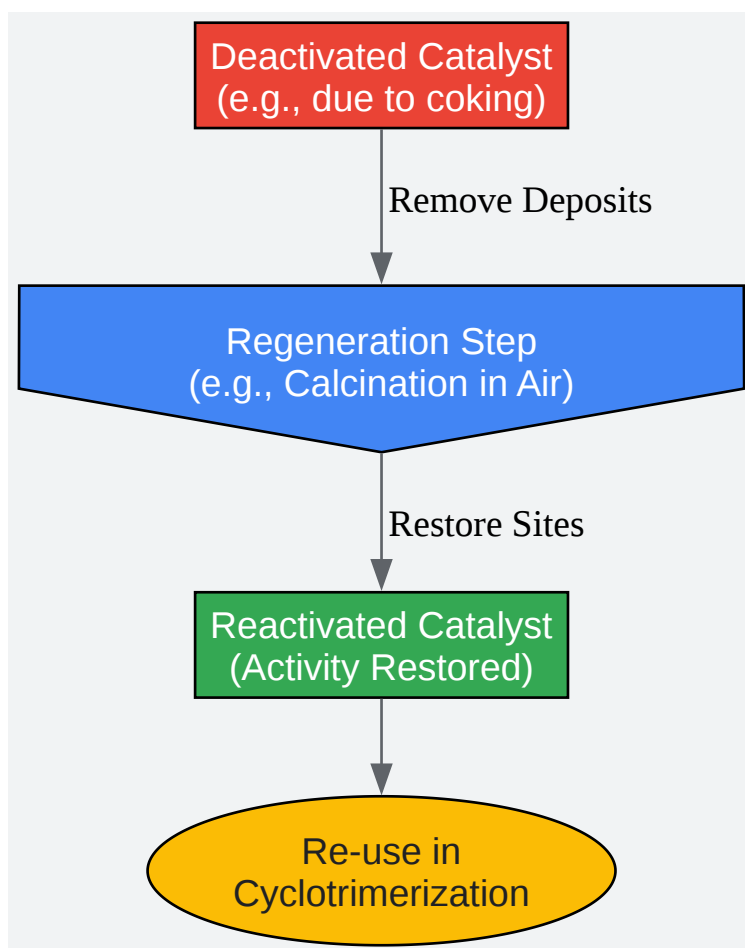 Deactivated Catalyst
(e.g., due to coking)
Remove Deposits
Regeneration Step
(e.g., Calcination in Air)
Restore Sites
Reactivated Catalyst
(Activity Restored)
Re-use in
Cyclotrimerization